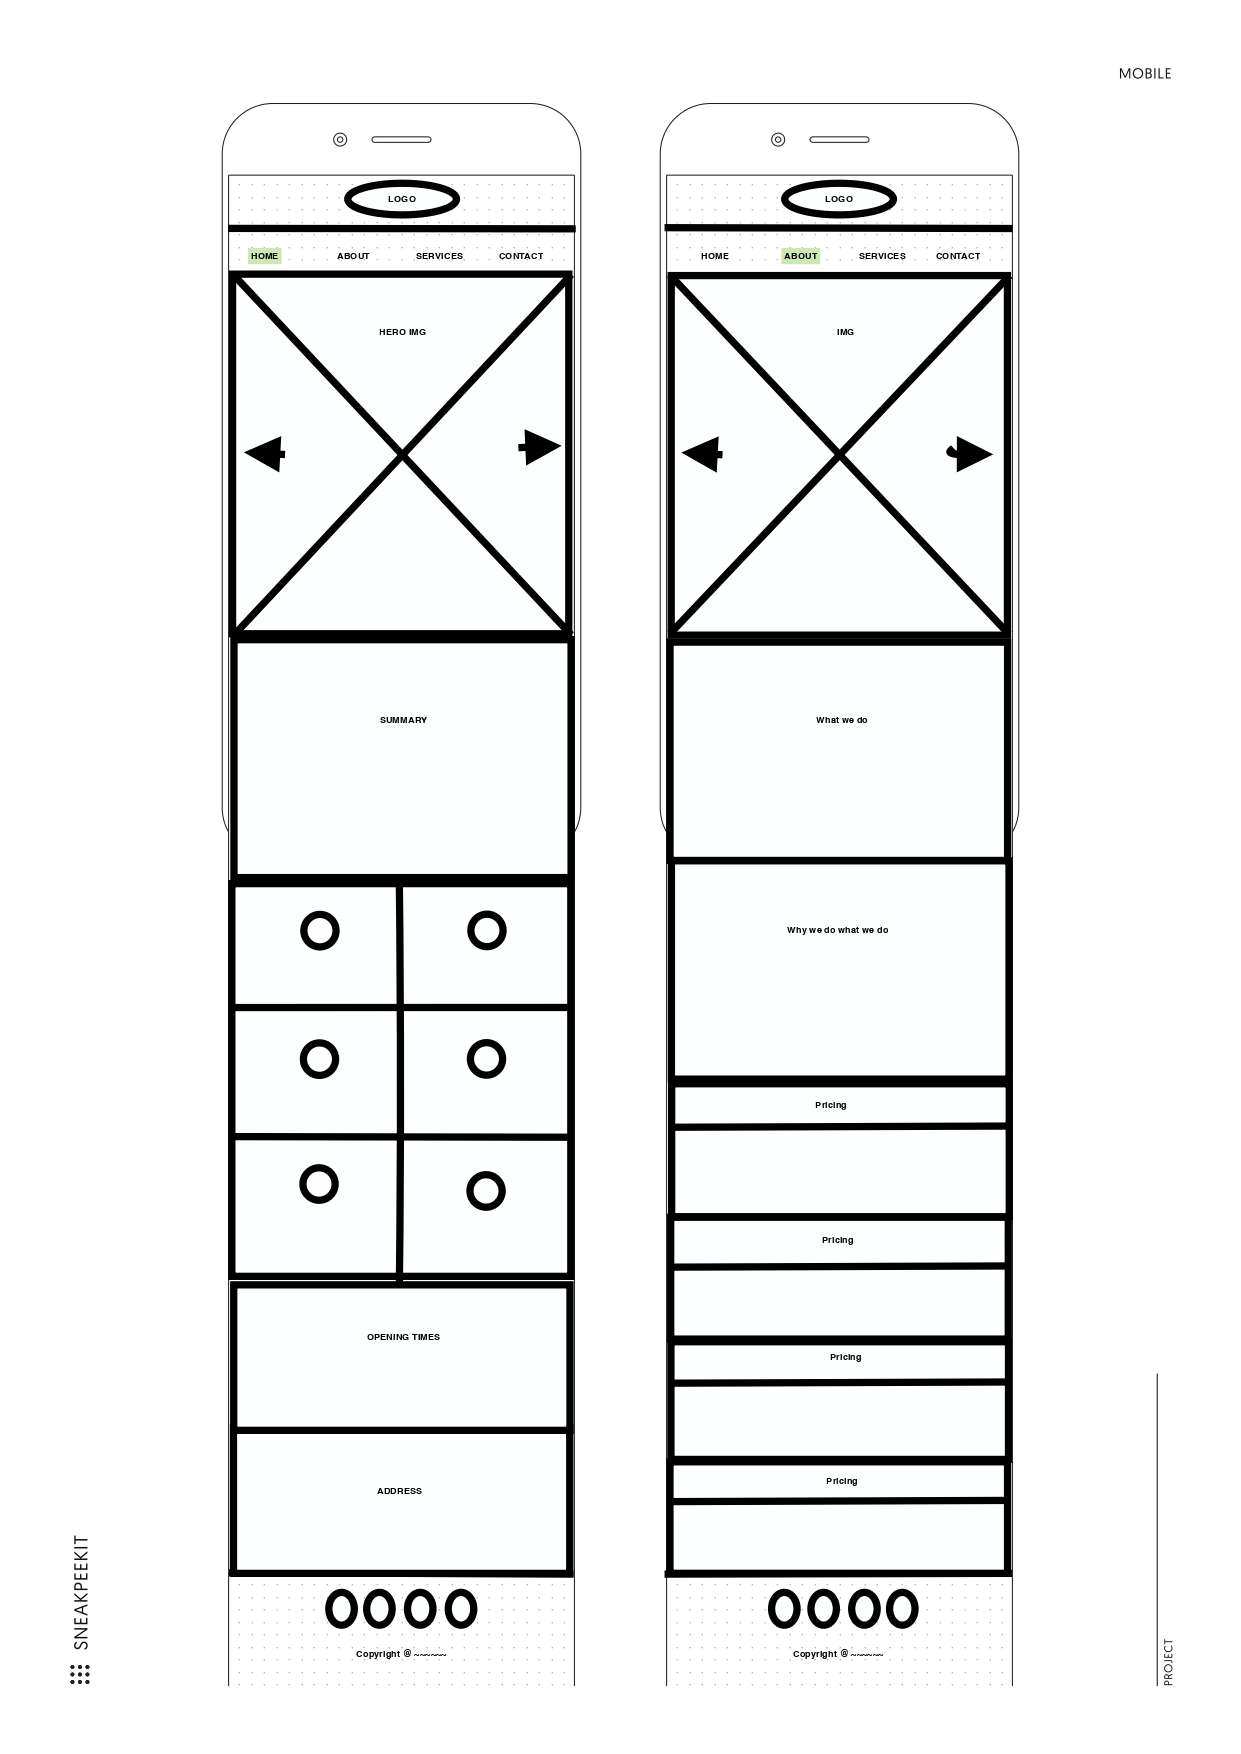 MOBILE
LOGO
HOME ABOUT SERVICES CONTACT
HERO IMG
SUMMARY
OPENING TIMES
ADDRESS
Copyright @ ~~~~~~
LOGO
HOME ABOUT SERVICES CONTACT
IMG
What we do
Why we do what we do
Pricing
Pricing
Pricing
Pricing
Copyright @ ~~~~~~
SNEAKPEEKIT
PROJECT